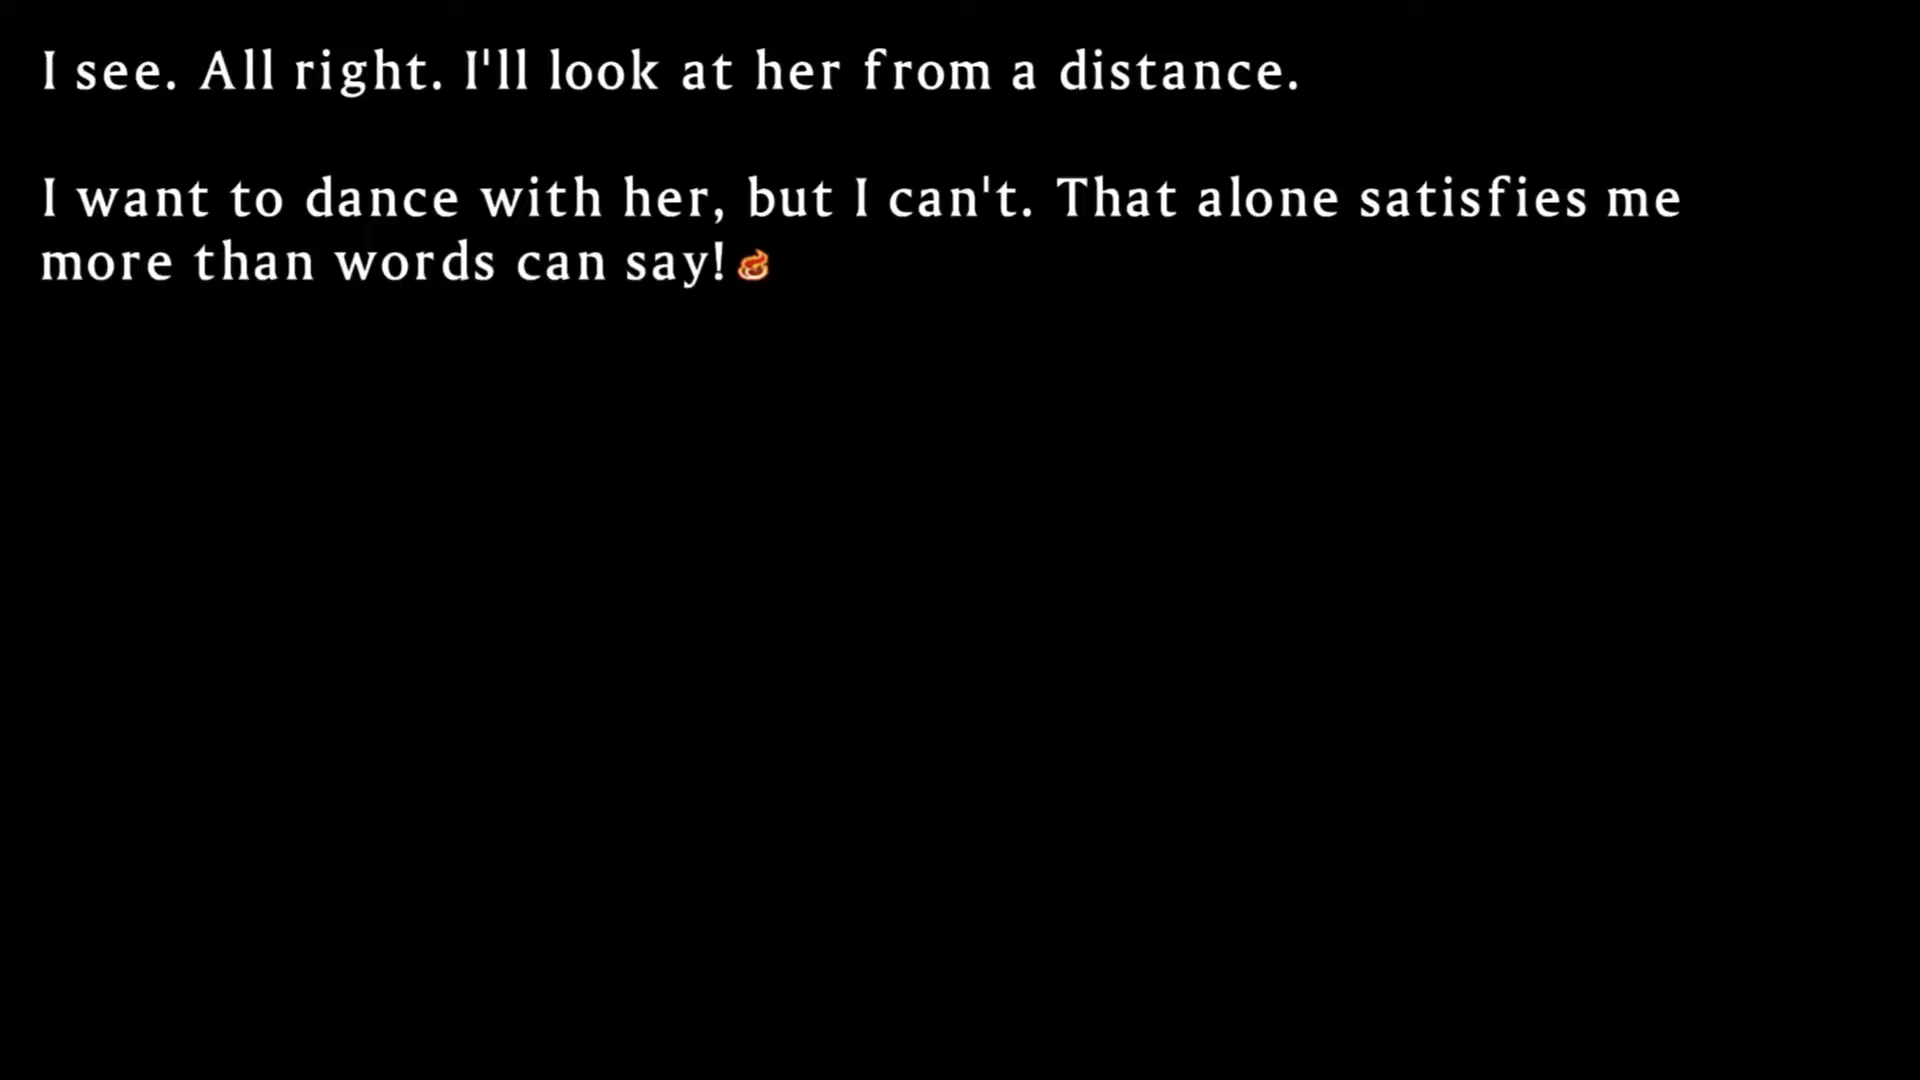 I see. All right. I'll look at her from a distance.
I want to dance with her, but I can't. That alone satisfies me
more than words can say!